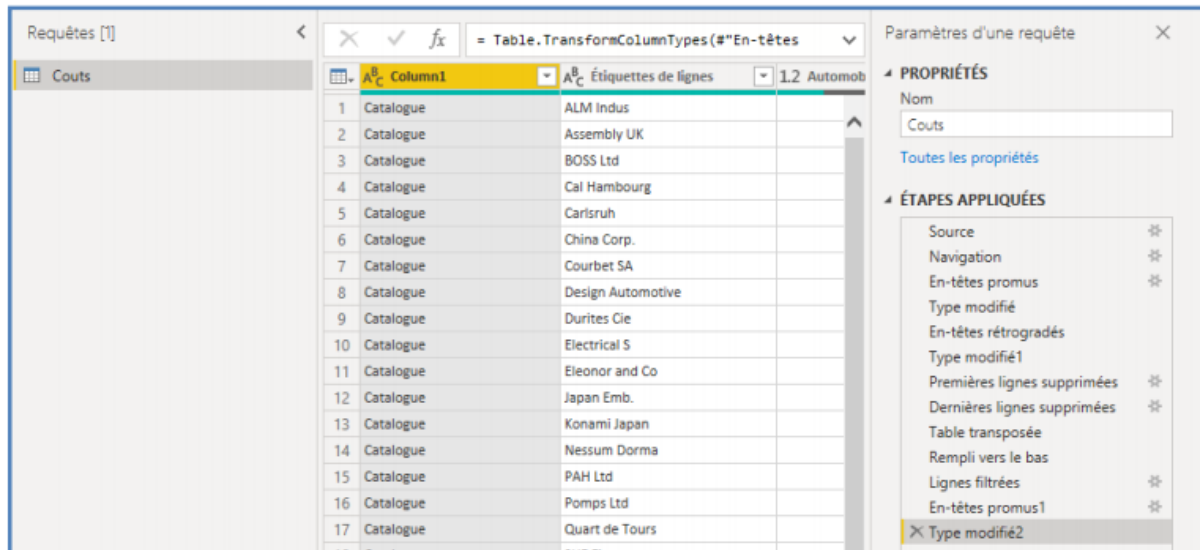 Requêtes [1]
Couts
fx
= Table.TransformColumnTypes(#"En-têtes
ABC Column1
ABC Étiquettes de lignes
1.2 Automob
1 Catalogue ALM Indus
2 Catalogue Assembly UK
3 Catalogue BOSS Ltd
4 Catalogue Cal Hambourg
5 Catalogue Carlsruh
6 Catalogue China Corp.
7 Catalogue Courbet SA
8 Catalogue Design Automotive
9 Catalogue Durites Cie
10 Catalogue Electrical S
11 Catalogue Eleonor and Co
12 Catalogue Japan Emb.
13 Catalogue Konami Japan
14 Catalogue Nessum Dorma
15 Catalogue PAH Ltd
16 Catalogue Pomps Ltd
17 Catalogue Quart de Tours
Paramètres d'une requête
PROPRIÉTÉS
Nom
Couts
Toutes les propriétés
ÉTAPES APPLIQUÉES
Source
Navigation
En-têtes promus
Type modifié
En-têtes rétrogradés
Type modifié1
Premières lignes supprimées
Dernières lignes supprimées
Table transposée
Rempli vers le bas
Lignes filtrées
En-têtes promus1
Type modifié2